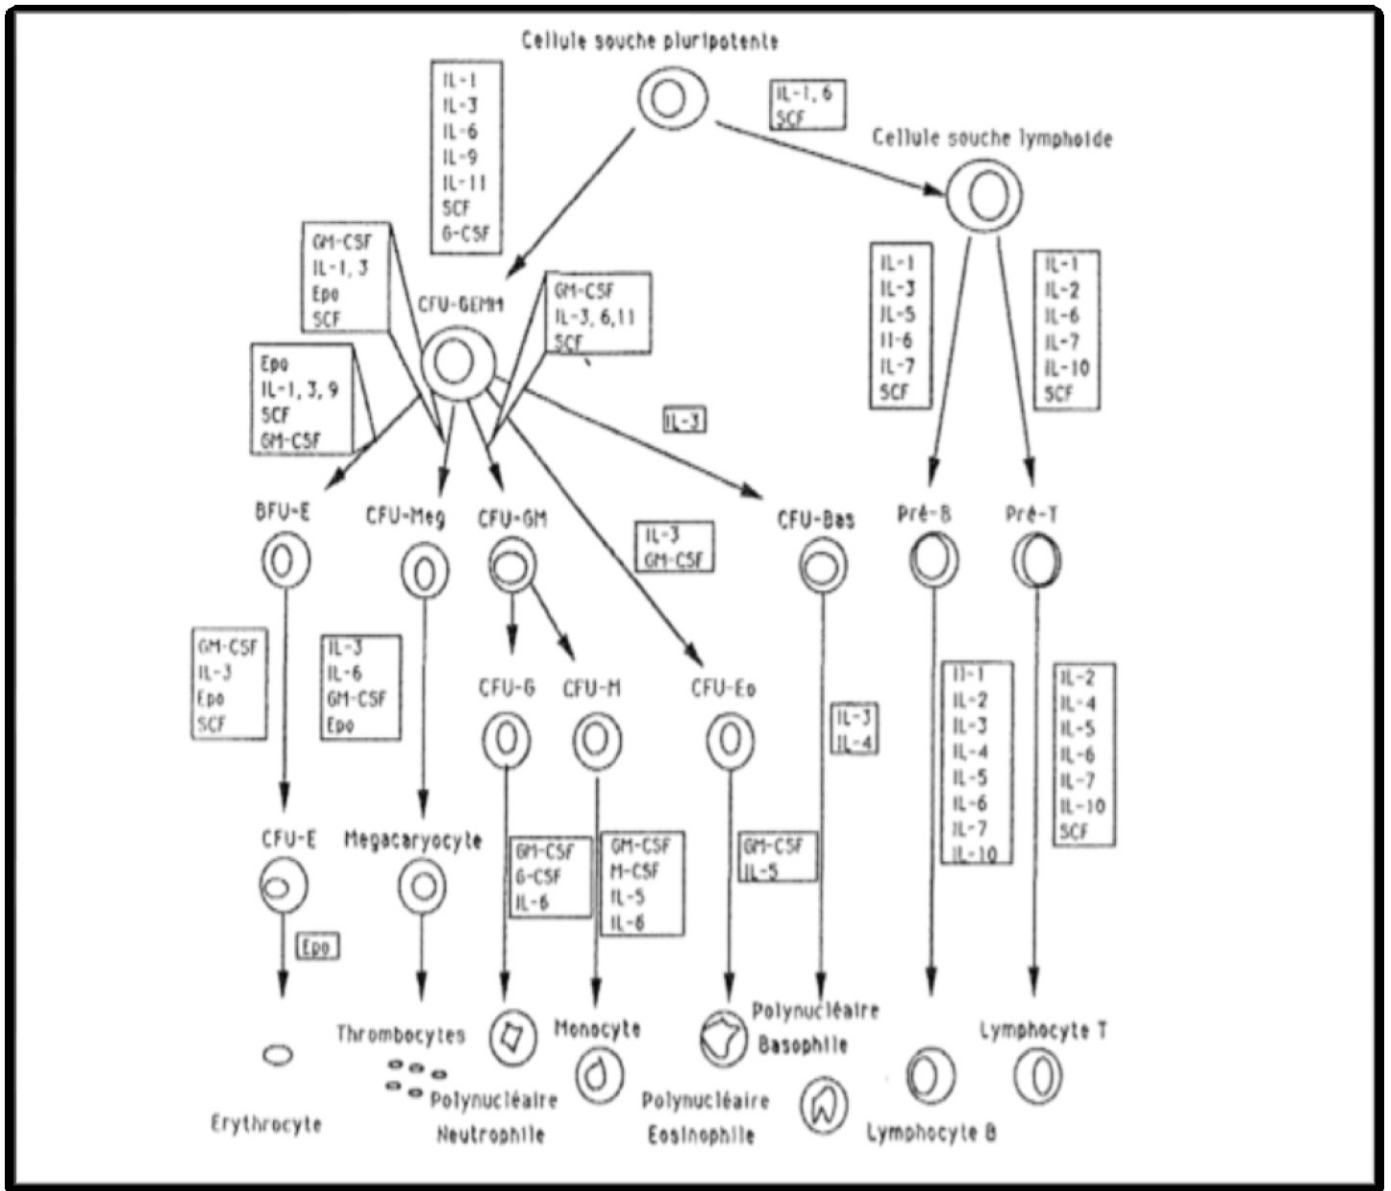 Cellule souche pluripotente
IL-1
IL-3
IL-6
IL-9
IL-11
SCF
G-CSF
IL-1, 6
SCF
Cellule souche lymphoïde
GM-CSF
IL-1, 3
Epo
SCF
CFU-GEMM
GM-CSF
IL-3, 6,11
SCF
IL-1
IL-3
IL-5
Il-6
IL-7
SCF
IL-1
IL-2
IL-6
IL-7
IL-10
SCF
Epo
IL-1, 3, 9
SCF
GM-CSF
IL-3
BFU-E
CFU-Meg
CFU-GM
CFU-Bas
Pré-B
Pré-T
IL-3
GM-CSF
GM-CSF
IL-3
Epo
SCF
IL-3
IL-6
GM-CSF
Epo
CFU-G
CFU-M
CFU-Eo
IL-3
IL-4
Il-1
IL-2
IL-3
IL-4
IL-5
IL-6
IL-7
IL-10
IL-2
IL-4
IL-5
IL-6
IL-7
IL-10
SCF
CFU-E
Megacaryocyte
GM-CSF
G-CSF
IL-6
GM-CSF
M-CSF
IL-5
IL-6
GM-CSF
IL-5
Epo
Thrombocytes
Monocyte
Polynucléaire
Basophile
Lymphocyte T
Erythrocyte
Polynucléaire
Neutrophile
Polynucléaire
Eosinophile
Lymphocyte B